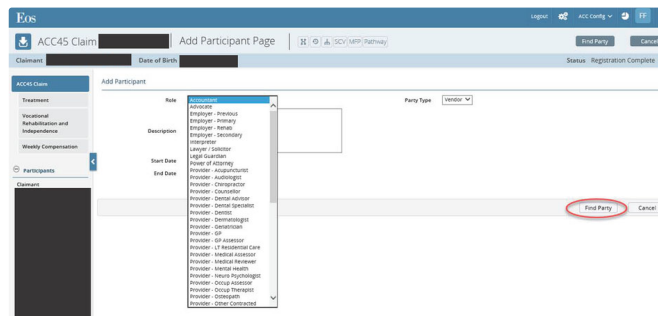 Eos
Logout ACC Config FF
ACC45 Claim Add Participant Page SCV MFP Pathway Find Party Cancel
Claimant Date of Birth Status Registration Complete
ACC45 Claim
Add Participant
Treatment
Vocational
Rehabilitation and
Independence
Weekly Compensation
Participants
Claimant
Role
Party Type Vendor
Description
Start Date
End Date
Accountant
Advocate
Employer - Previous
Employer - Primary
Employer - Rehab
Employer - Secondary
Interpreter
Lawyer / Solicitor
Legal Guardian
Power of Attorney
Provider - Acupuncturist
Provider - Audiologist
Provider - Chiropractor
Provider - Counsellor
Provider - Dental Advisor
Provider - Dental Specialist
Provider - Dentist
Provider - Dermatologist
Provider - Geriatrician
Provider - GP
Provider - GP Assessor
Provider - LT Residential Care
Provider - Medical Assessor
Provider - Medical Reviewer
Provider - Mental Health
Provider - Neuro Psychologist
Provider - Occup Assessor
Provider - Occup Therapist
Provider - Osteopath
Provider - Other Contracted
Find Party Cancel